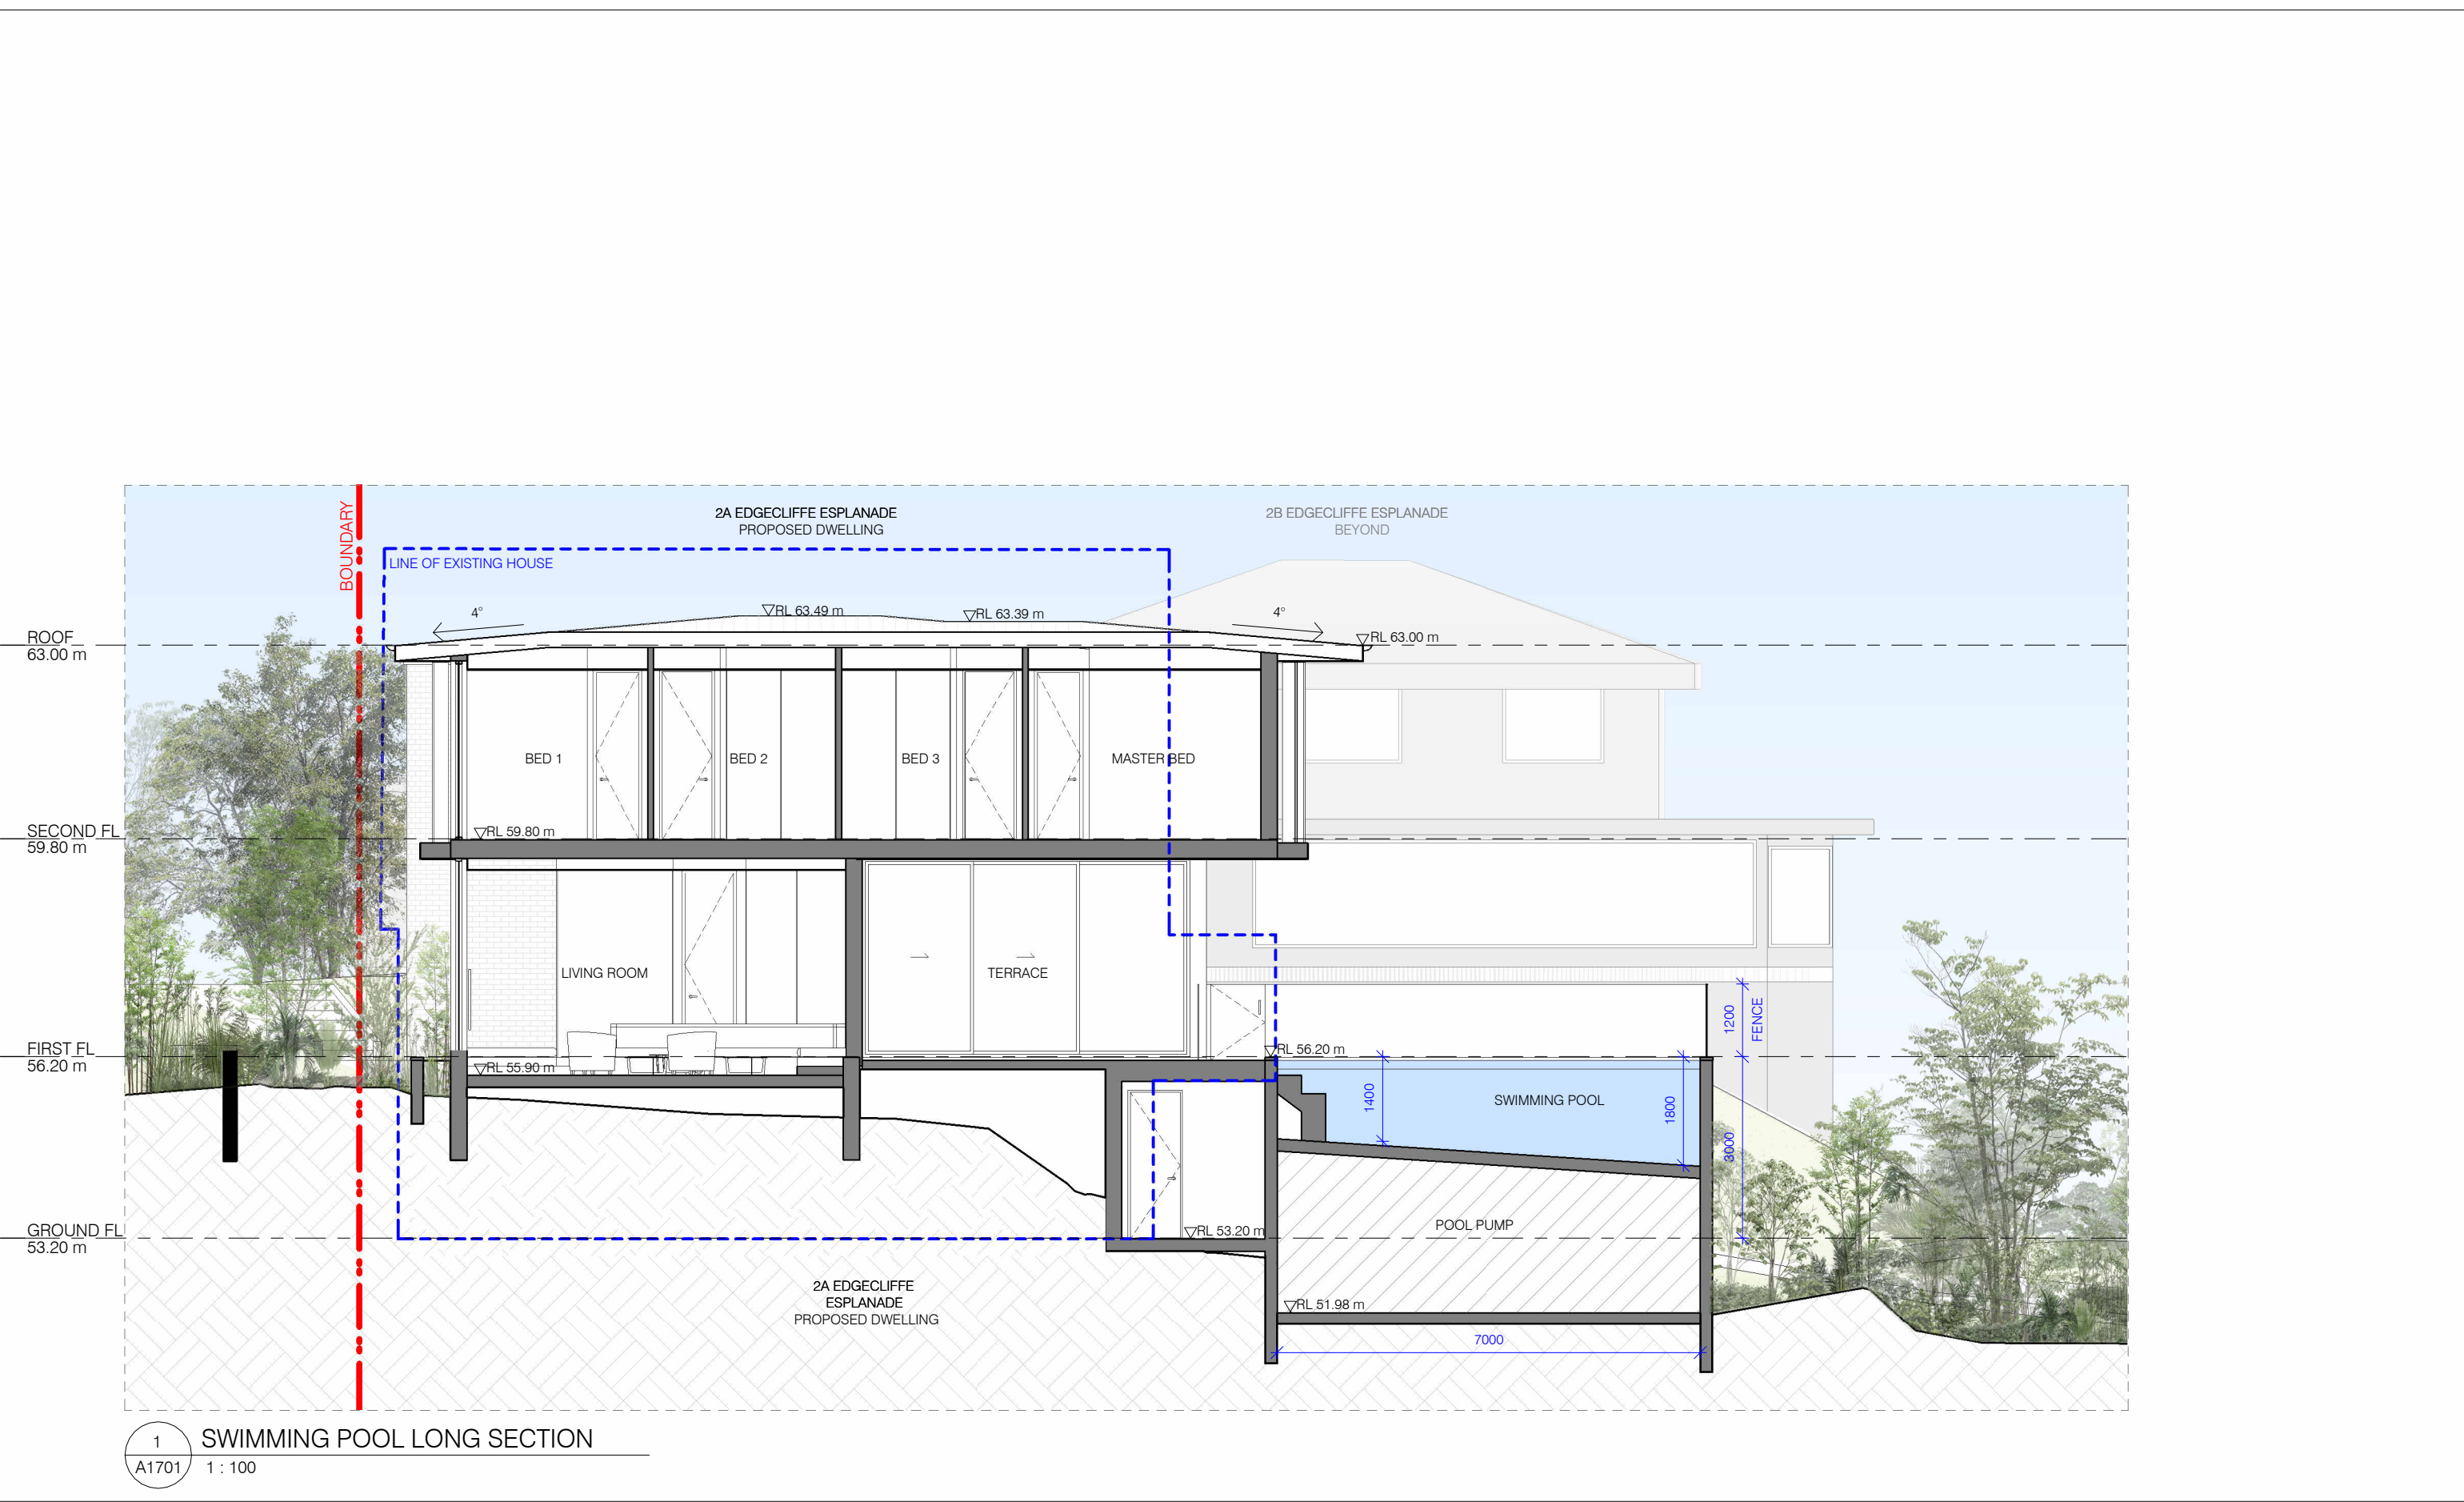 2A EDGECLIFFE ESPLANADE
PROPOSED DWELLING
2B EDGECLIFFE ESPLANADE
BEYOND
BOUNDARY
LINE OF EXISTING HOUSE
4°
RL 63.49 m
RL 63.39 m
4°
ROOF
63.00 m
RL 63.00 m
BED 1
BED 2
BED 3
MASTER BED
SECOND FL
59.80 m
RL 59.80 m
LIVING ROOM
TERRACE
1200
FENCE
FIRST FL
56.20 m
RL 56.20 m
RL 55.90 m
1400
SWIMMING POOL
1800
3000
GROUND FL
53.20 m
RL 53.20 m
POOL PUMP
2A EDGECLIFFE
ESPLANADE
PROPOSED DWELLING
RL 51.98 m
7000
1
A1701
SWIMMING POOL LONG SECTION
1 : 100